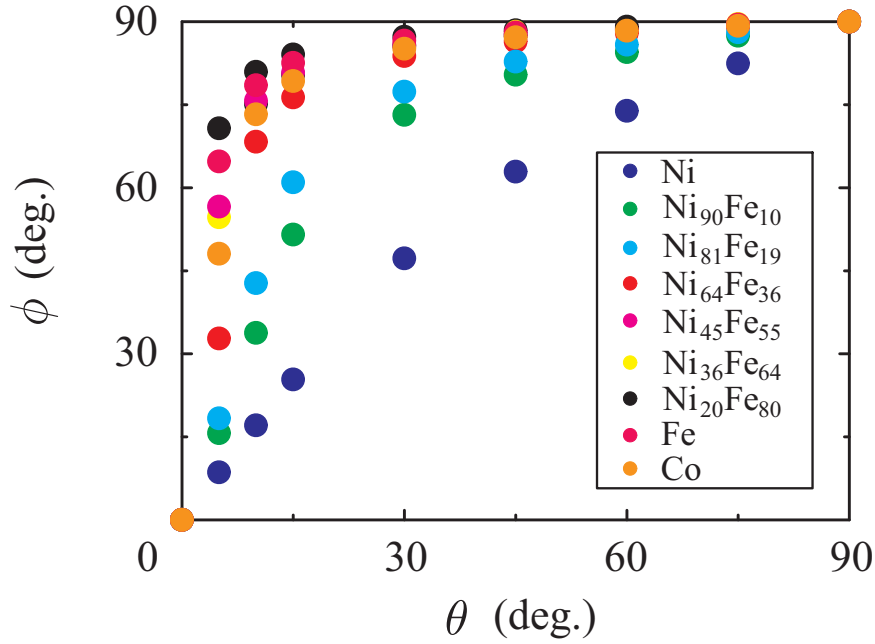 90
60
30
0
30
60
90
ϕ (deg.)
θ (deg.)
Ni
Ni₉₀Fe₁₀
Ni₈₁Fe₁₉
Ni₆₄Fe₃₆
Ni₄₅Fe₅₅
Ni₃₆Fe₆₄
Ni₂₀Fe₈₀
Fe
Co